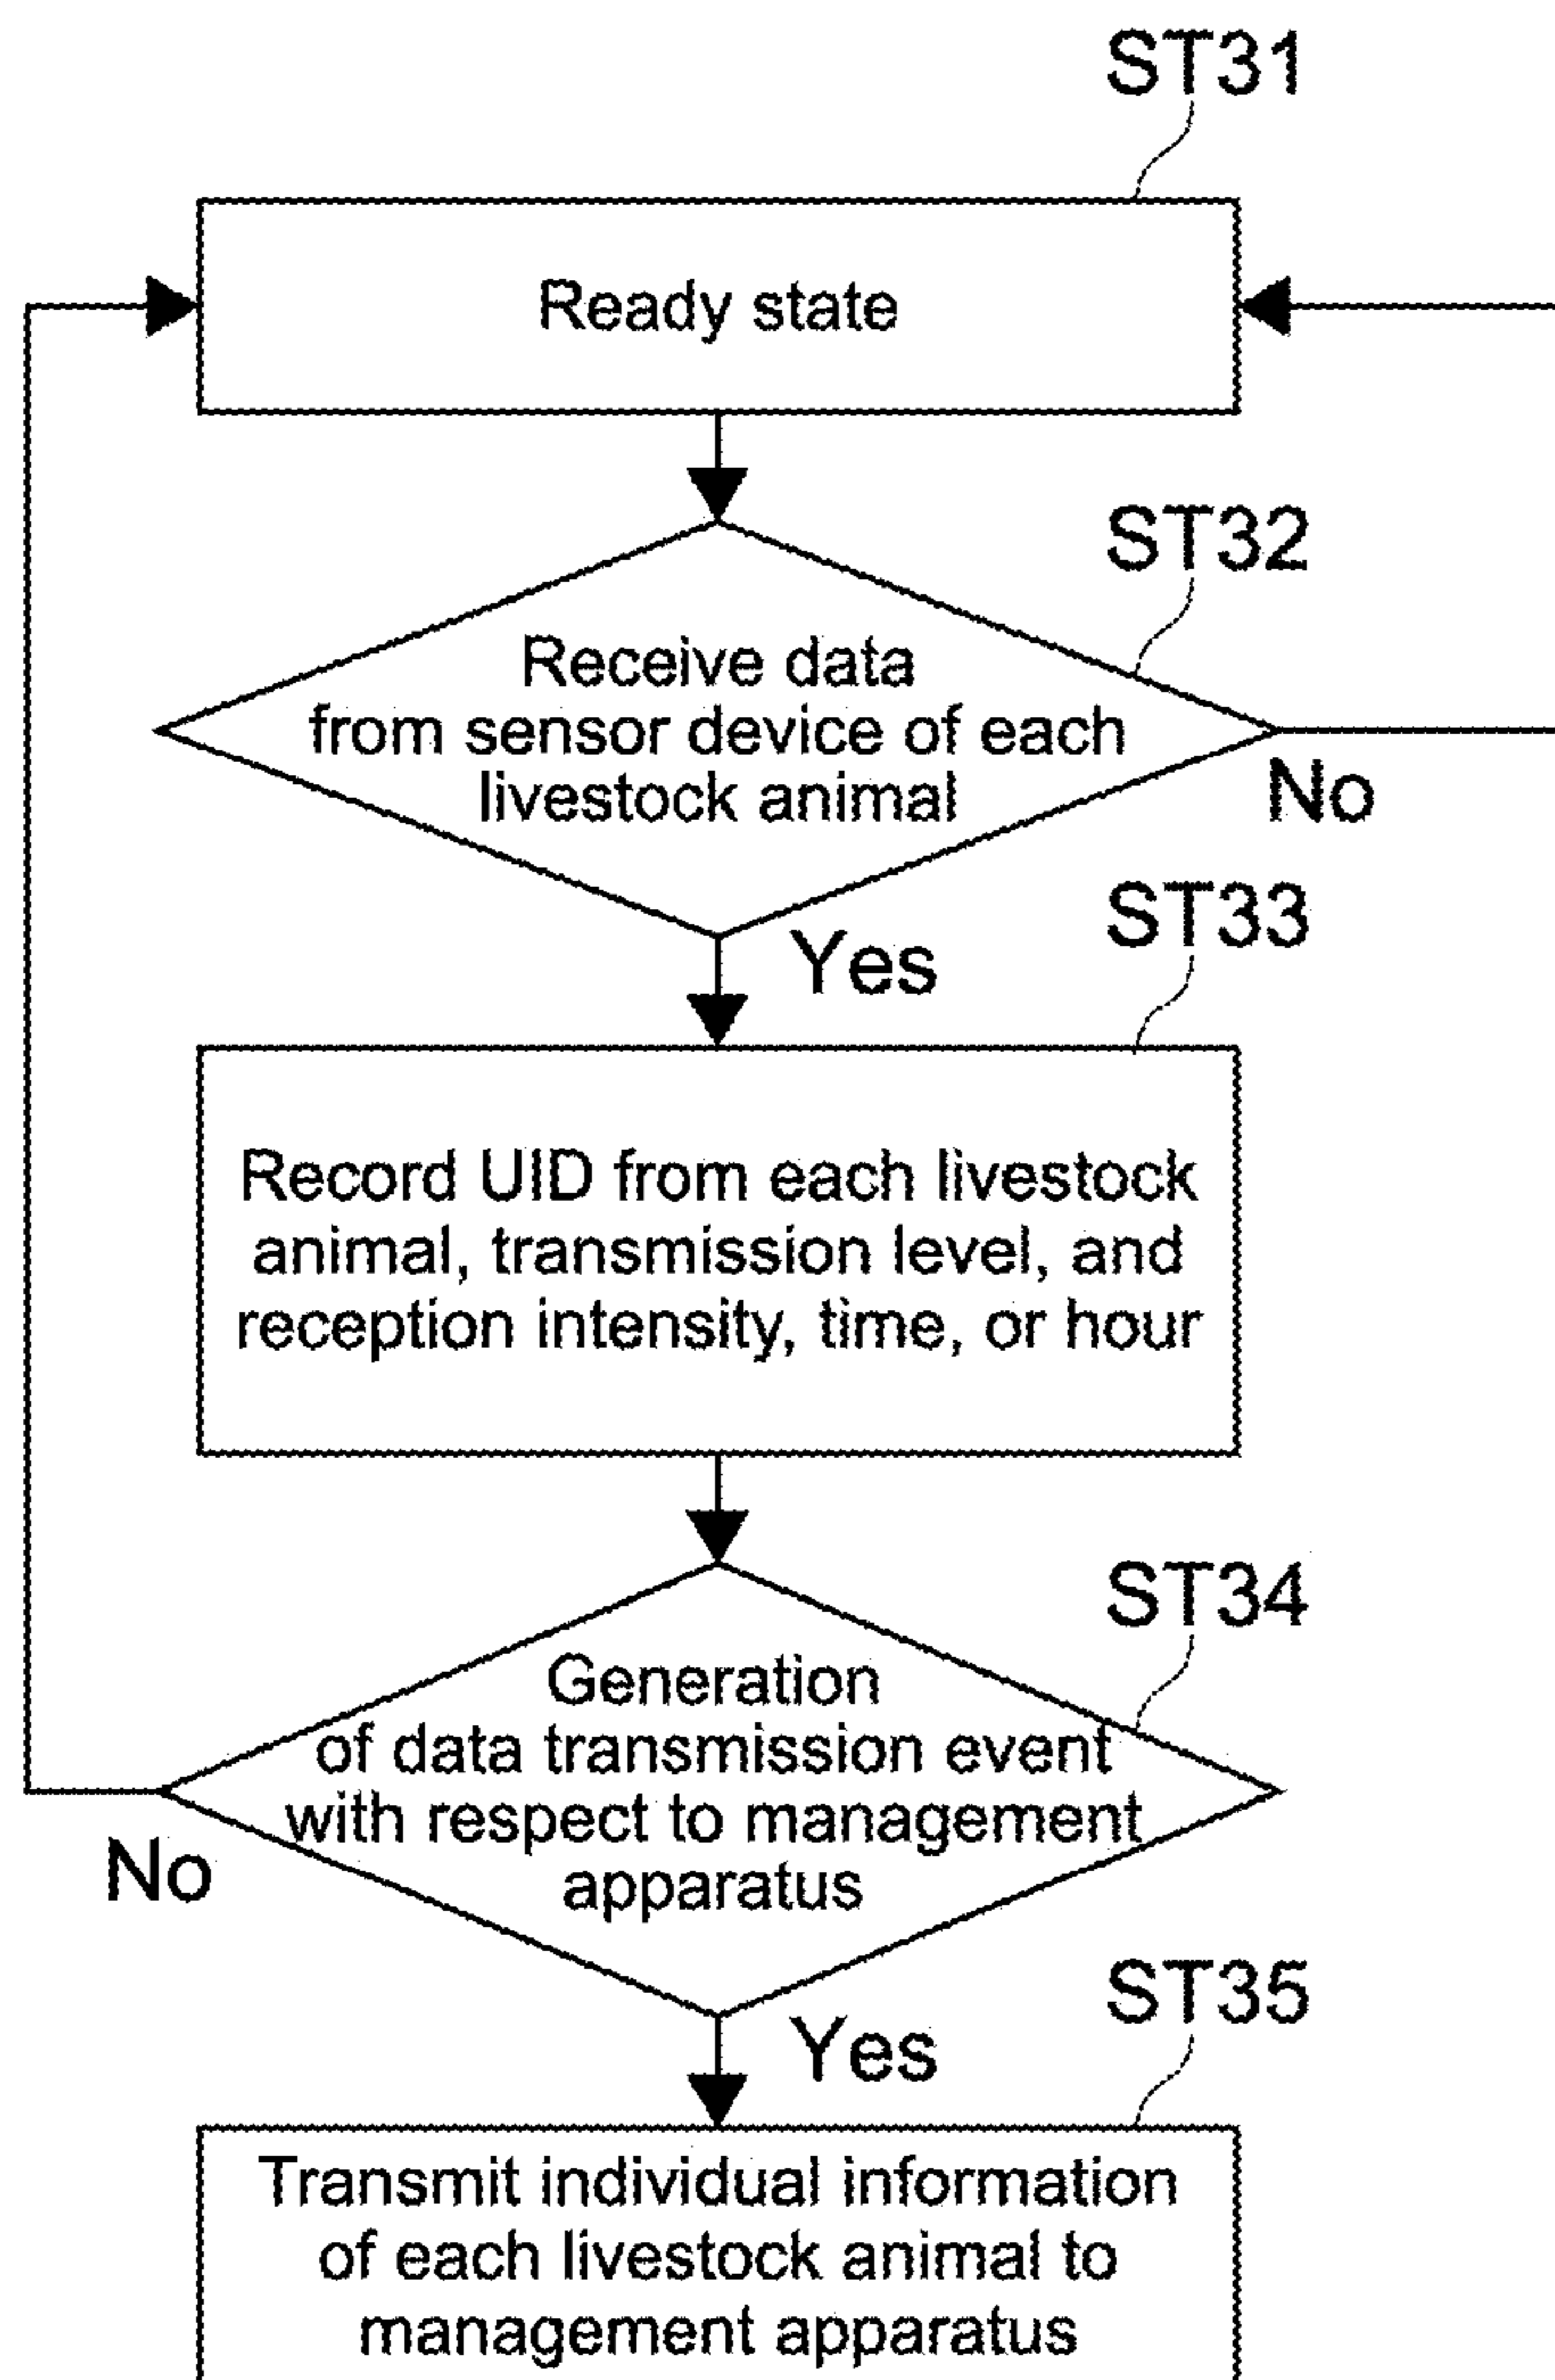 ST31
Ready state
ST32
Receive data
from sensor device of each
livestock animal
No
Yes
ST33
Record UID from each livestock
animal, transmission level, and
reception intensity, time, or hour
ST34
Generation
of data transmission event
with respect to management
apparatus
No
Yes
ST35
Transmit individual information
of each livestock animal to
management apparatus